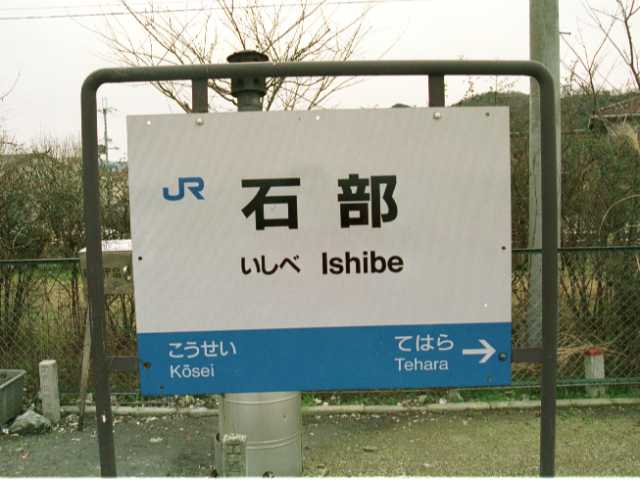 JR 石部
いしべ Ishibe
こうせい てはら →
Kōsei Tehara